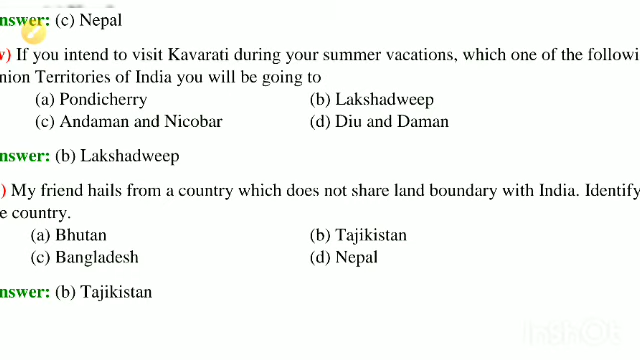 nswer: (c) Nepal
v) If you intend to visit Kavarati during your summer vacations, which one of the followi
nion Territories of India you will be going to
(a) Pondicherry (b) Lakshadweep
(c) Andaman and Nicobar (d) Diu and Daman
nswer: (b) Lakshadweep
) My friend hails from a country which does not share land boundary with India. Identify
e country.
(a) Bhutan (b) Tajikistan
(c) Bangladesh (d) Nepal
nswer: (b) Tajikistan